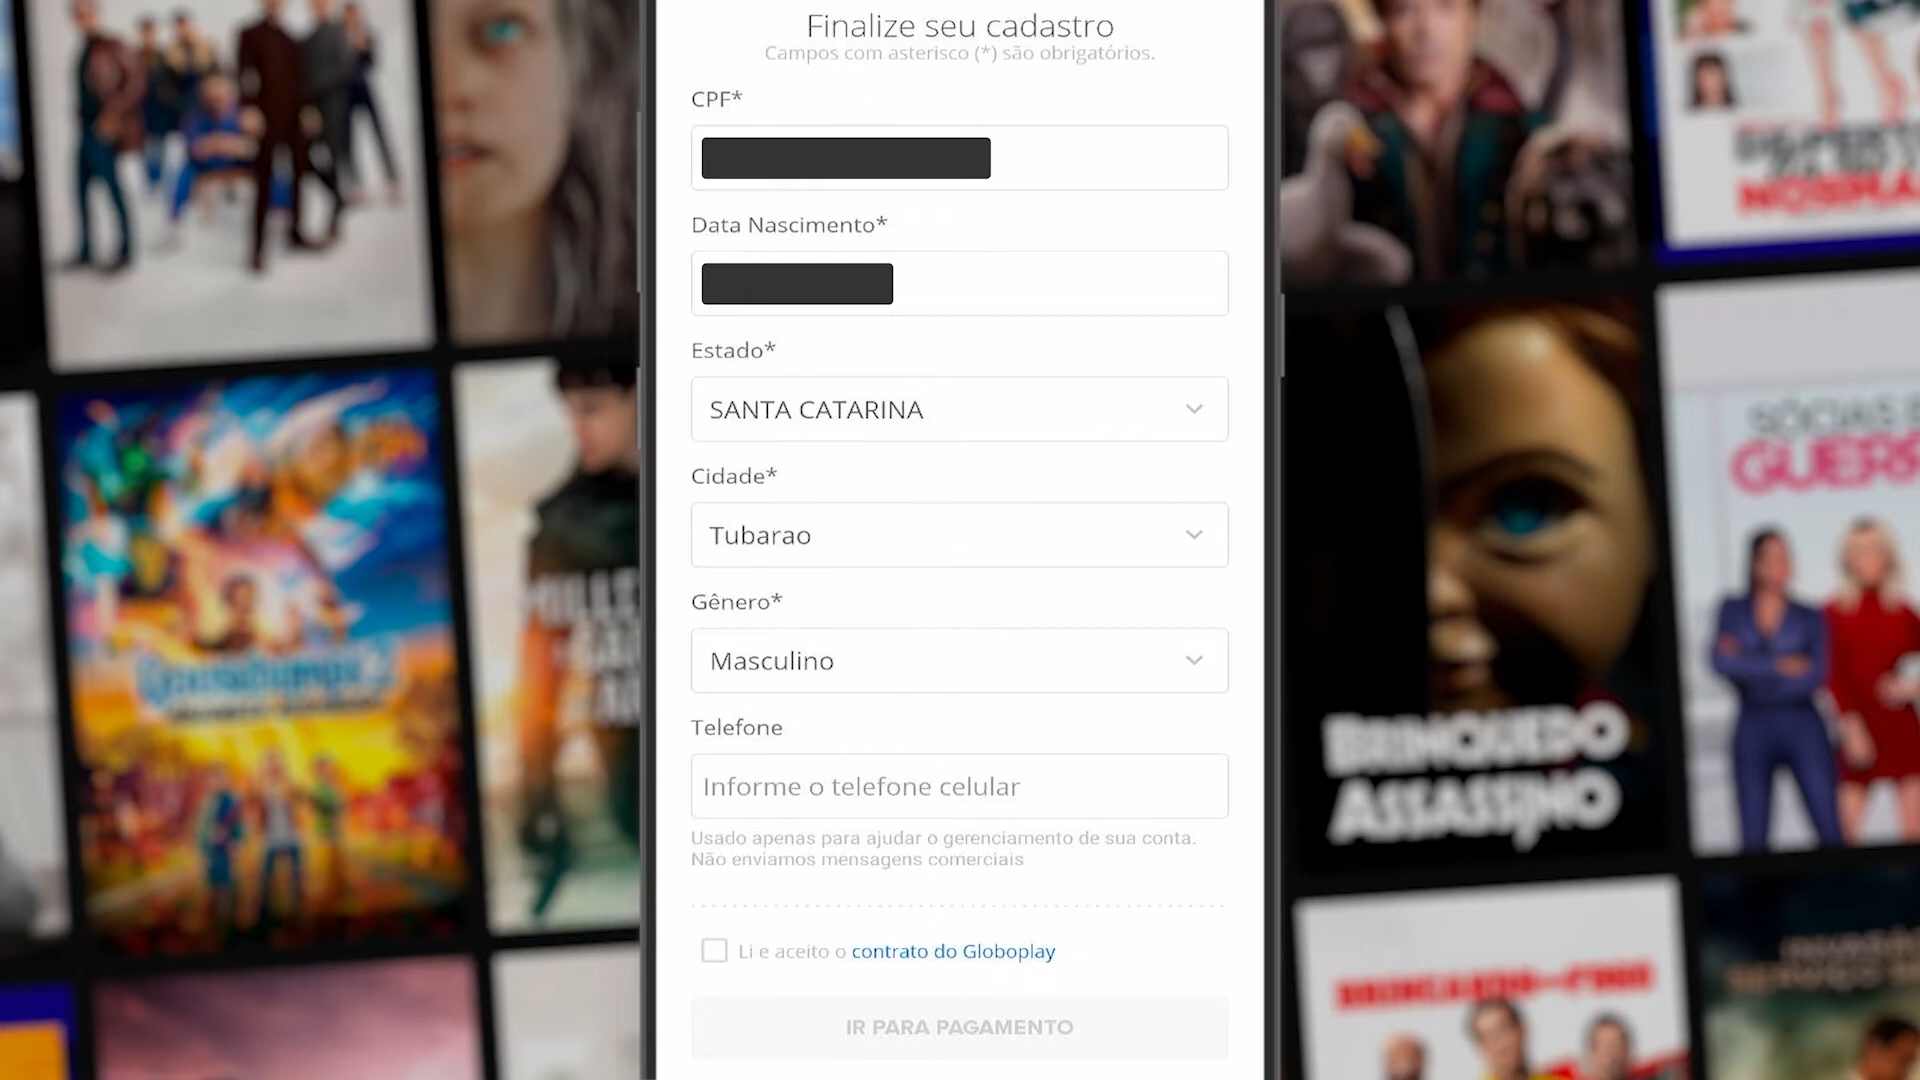 Finalize seu cadastro
Campos com asterisco (*) são obrigatórios.
CPF*
Data Nascimento*
Estado*
SANTA CATARINA
Cidade*
Tubarao
Gênero*
Masculino
Telefone
Informe o telefone celular
Usado apenas para ajudar o gerenciamento de sua conta.
Não enviamos mensagens comerciais
Li e aceito o contrato do Globoplay
IR PARA PAGAMENTO
SÓCIAS E
GUERR
BRINQUEDO
ASSASSINO